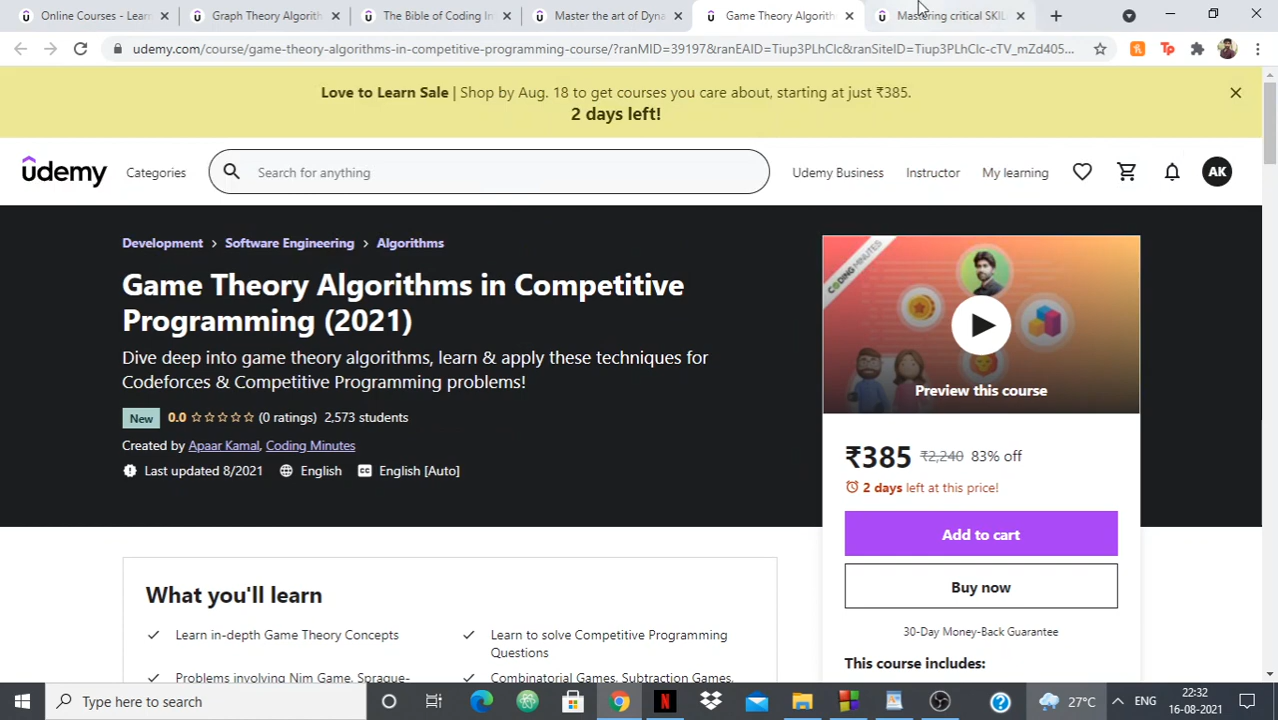 Online Courses - Lear
Graph Theory Algorith
The Bible of Coding In
Master the art of Dyna
Game Theory Algorith
Mastering critical SKIL
udemy.com/course/game-theory-algorithms-in-competitive-programming-course/?ranMID=39197&ranEAID=Tiup3PLhClc&ranSiteID=Tiup3PLhClc-cTV_mZd405...
Love to Learn Sale | Shop by Aug. 18 to get courses you care about, starting at just ₹385.
2 days left!
udemy
Categories
Search for anything
Udemy Business
Instructor
My learning
AK
Development > Software Engineering > Algorithms
Game Theory Algorithms in Competitive
Programming (2021)
Dive deep into game theory algorithms, learn & apply these techniques for
Codeforces & Competitive Programming problems!
New 0.0 (0 ratings) 2,573 students
Created by Apaar Kamal, Coding Minutes
Last updated 8/2021 English English [Auto]
CODING MINUTES
Preview this course
₹385 ₹2,240 83% off
2 days left at this price!
Add to cart
Buy now
30-Day Money-Back Guarantee
This course includes:
What you'll learn
Learn in-depth Game Theory Concepts
Learn to solve Competitive Programming
Questions
Problems involving Nim Game, Sprague-
Combinatorial Games, Subtraction Games,
Type here to search
27°C
ENG
22:32
16-08-2021